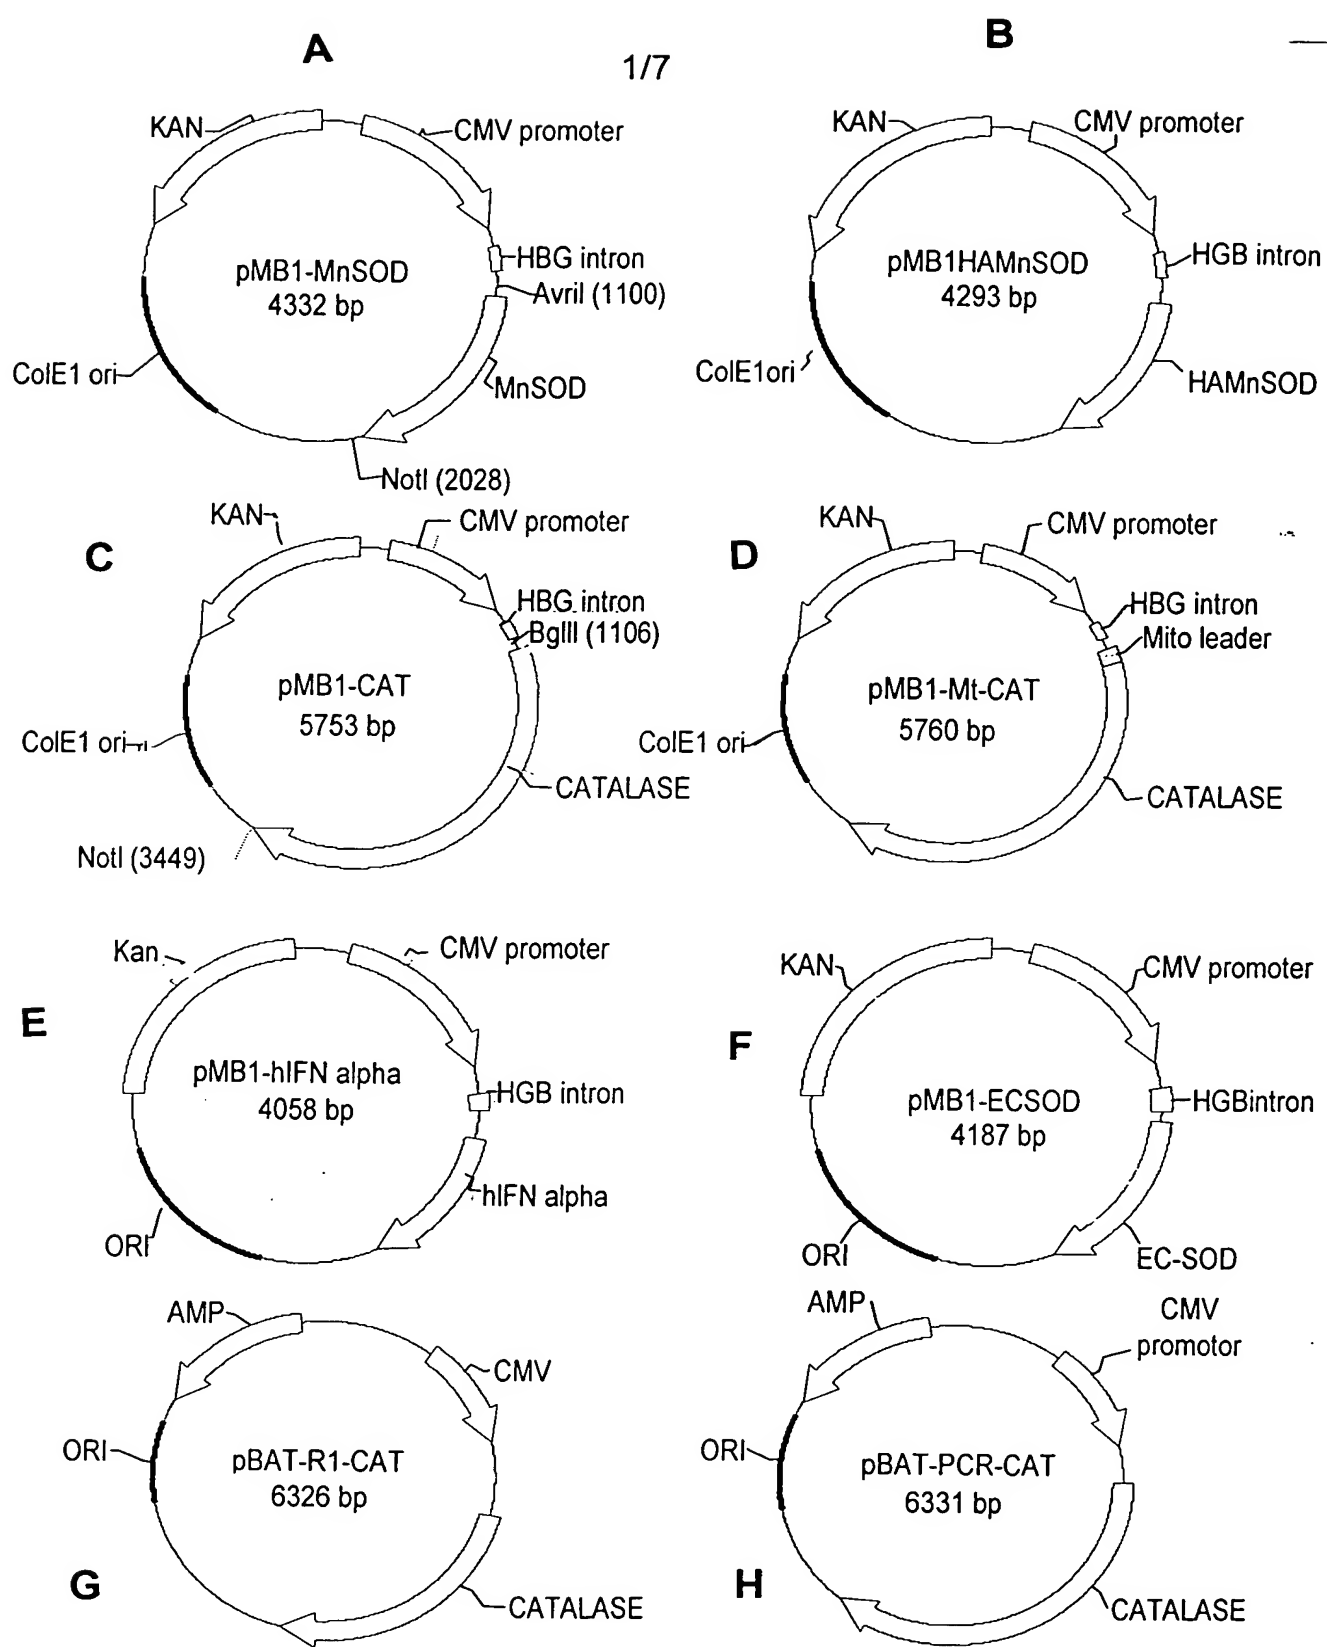 A
B
1/7
KAN
CMV promoter
HBG intron
AvrII (1100)
pMB1-MnSOD
4332 bp
ColE1 ori
MnSOD
NotI (2028)
KAN
CMV promoter
HGB intron
pMB1HAMnSOD
4293 bp
ColE1ori
HAMnSOD
C
KAN
CMV promoter
HBG intron
BglII (1106)
pMB1-CAT
5753 bp
ColE1 ori
CATALASE
NotI (3449)
D
KAN
CMV promoter
HBG intron
Mito leader
pMB1-Mt-CAT
5760 bp
ColE1 ori
CATALASE
E
Kan
CMV promoter
pMB1-hIFN alpha
4058 bp
HGB intron
hIFN alpha
ORI
F
KAN
CMV promoter
pMB1-ECSOD
4187 bp
HGBintron
ORI
EC-SOD
AMP
CMV
ORI
pBAT-R1-CAT
6326 bp
G
CATALASE
AMP
CMV
promotor
ORI
pBAT-PCR-CAT
6331 bp
H
CATALASE